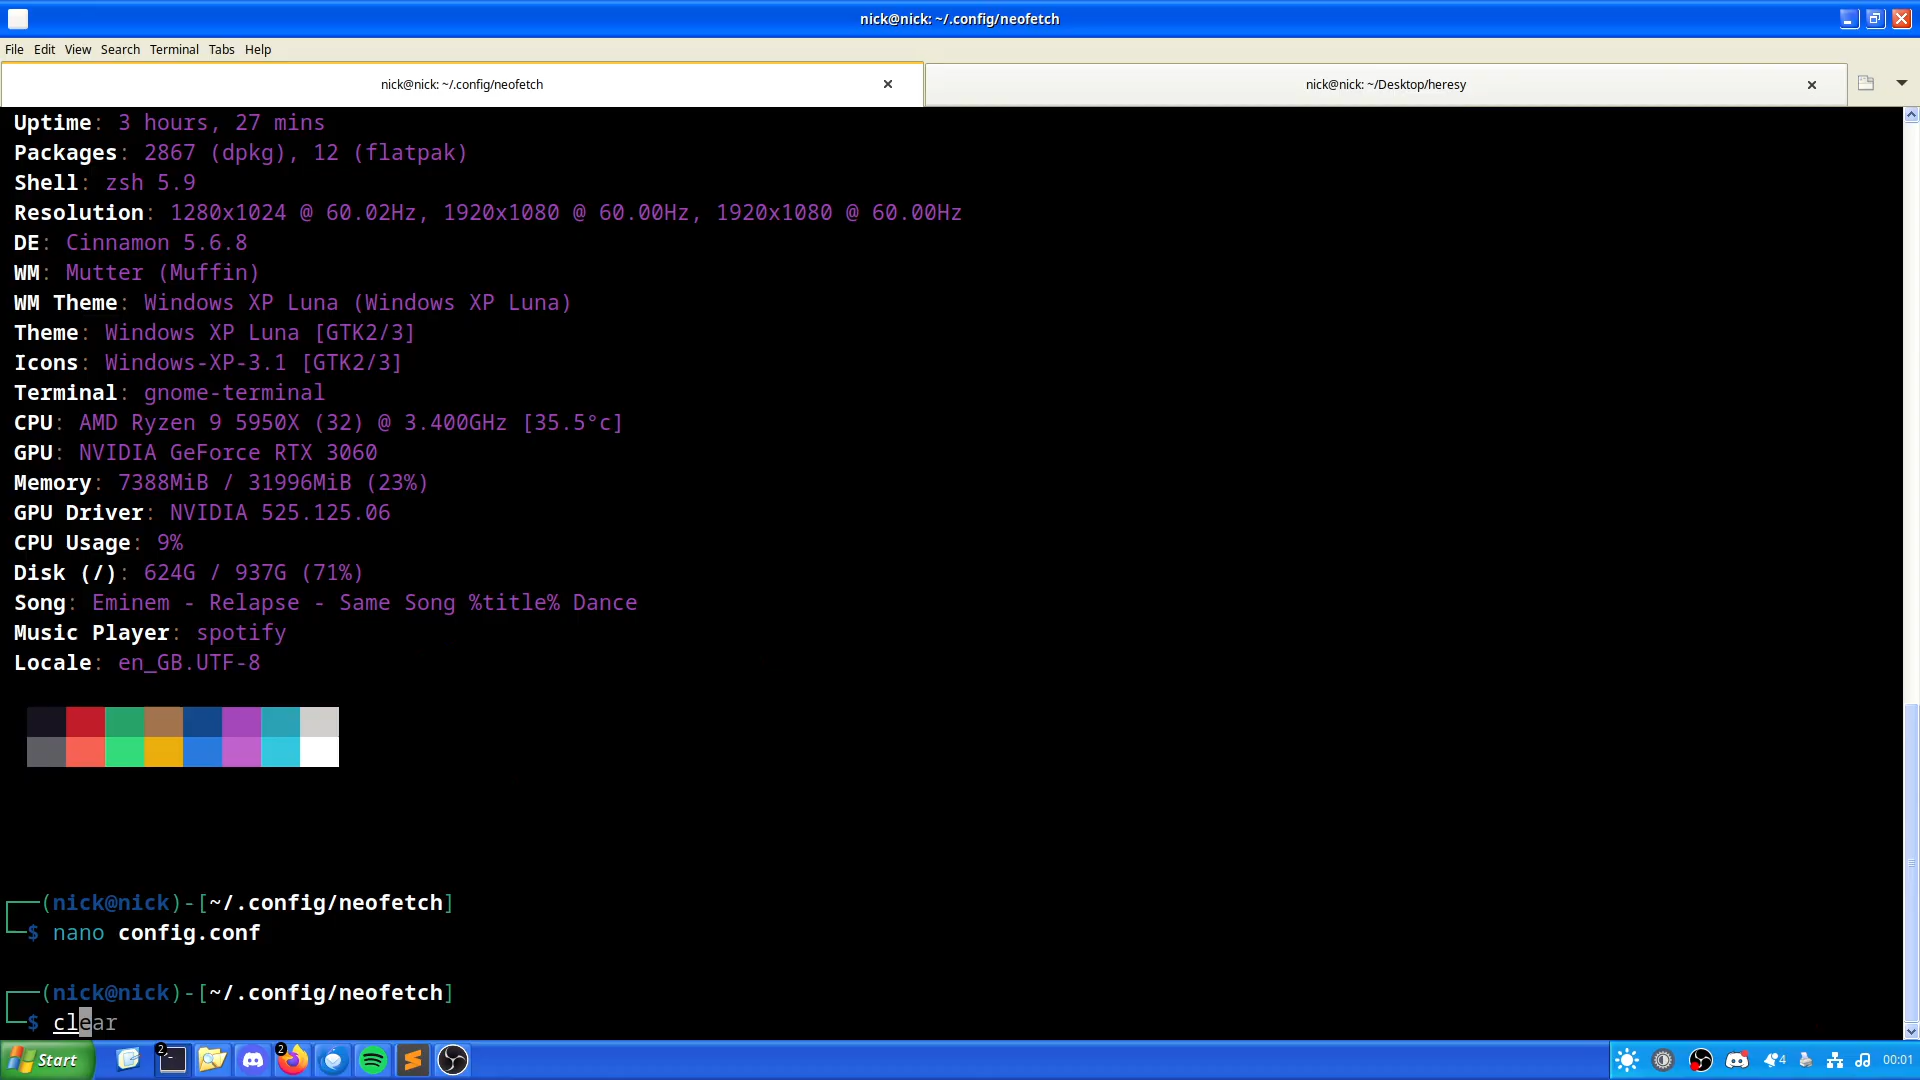 nick@nick: ~/.config/neofetch
File Edit View Search Terminal Tabs Help
nick@nick: ~/.config/neofetch
nick@nick: ~/Desktop/heresy
Uptime: 3 hours, 27 mins
Packages: 2867 (dpkg), 12 (flatpak)
Shell: zsh 5.9
Resolution: 1280x1024 @ 60.02Hz, 1920x1080 @ 60.00Hz, 1920x1080 @ 60.00Hz
DE: Cinnamon 5.6.8
WM: Mutter (Muffin)
WM Theme: Windows XP Luna (Windows XP Luna)
Theme: Windows XP Luna [GTK2/3]
Icons: Windows-XP-3.1 [GTK2/3]
Terminal: gnome-terminal
CPU: AMD Ryzen 9 5950X (32) @ 3.400GHz [35.5°c]
GPU: NVIDIA GeForce RTX 3060
Memory: 7388MiB / 31996MiB (23%)
GPU Driver: NVIDIA 525.125.06
CPU Usage: 9%
Disk (/): 624G / 937G (71%)
Song: Eminem - Relapse - Same Song %title% Dance
Music Player: spotify
Locale: en_GB.UTF-8
┌──(nick@nick)-[~/.config/neofetch]
└─$ nano config.conf
┌──(nick@nick)-[~/.config/neofetch]
└─$ clear
Start 2 2 4 00:01